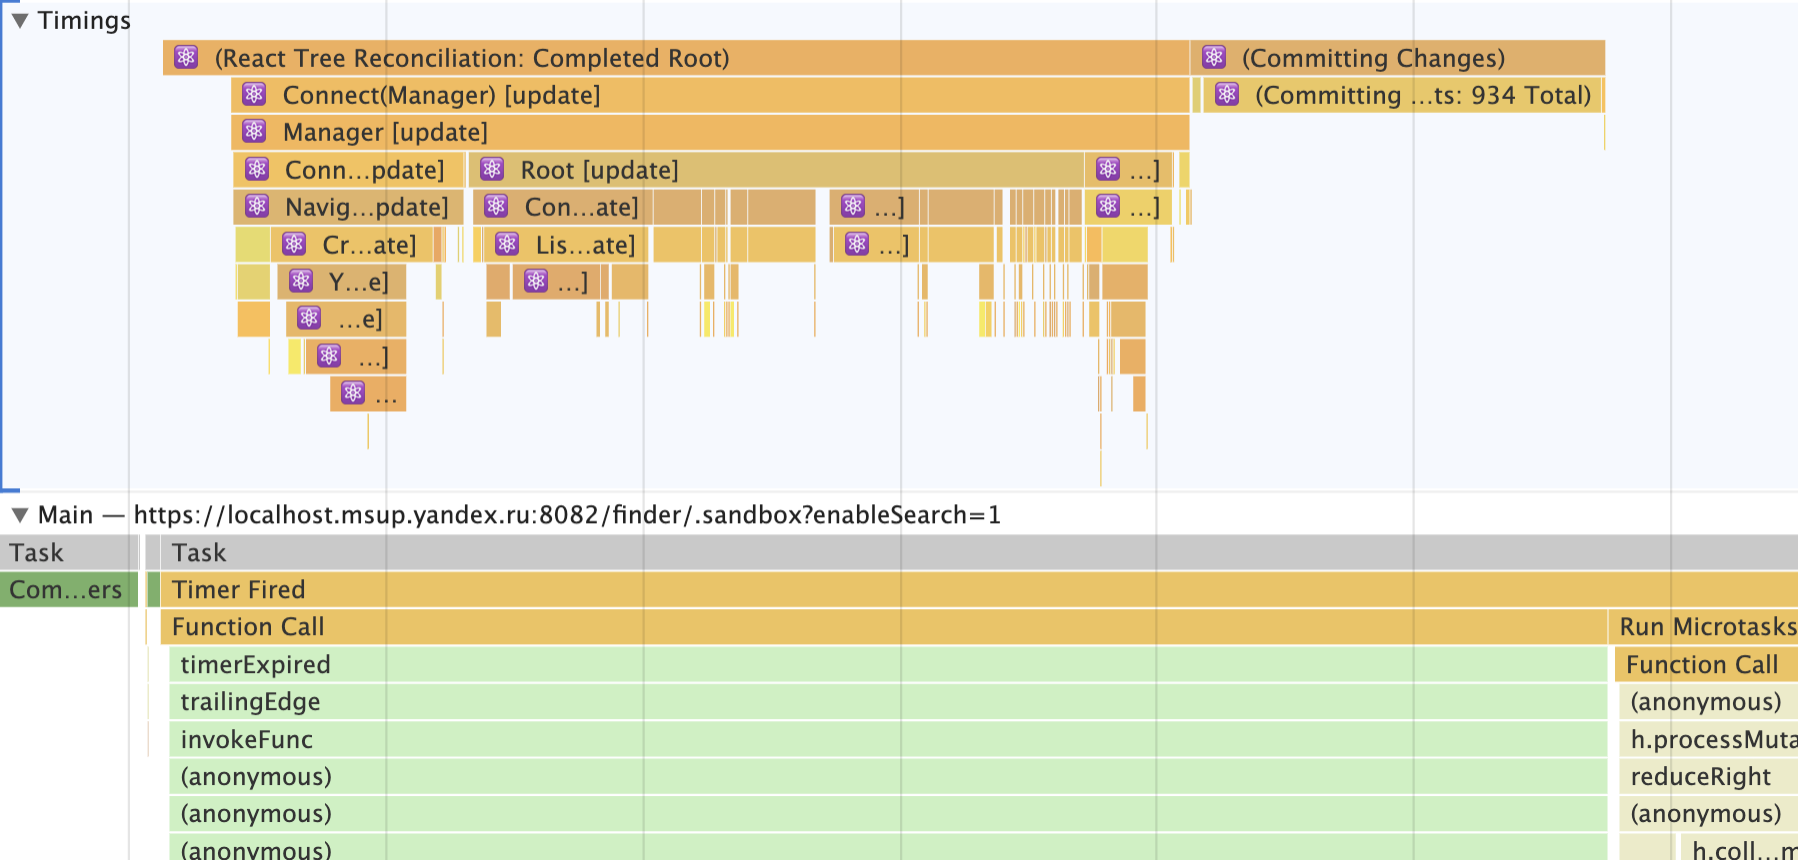 Timings
(React Tree Reconciliation: Completed Root) (Committing Changes)
Connect(Manager) [update] (Committing …ts: 934 Total)
Manager [update]
Conn…pdate] Root [update] …]
Navig…pdate] Con…ate] …] …]
Cr…ate] Lis…ate] …]
Y…e] …]
…e]
…]
…
Main — https://localhost.msup.yandex.ru:8082/finder/.sandbox?enableSearch=1
Task Task
Com…ers Timer Fired
Function Call Run Microtasks
timerExpired Function Call
trailingEdge (anonymous)
invokeFunc h.processMuta
(anonymous) reduceRight
(anonymous) (anonymous)
(anonymous) h.coll…m